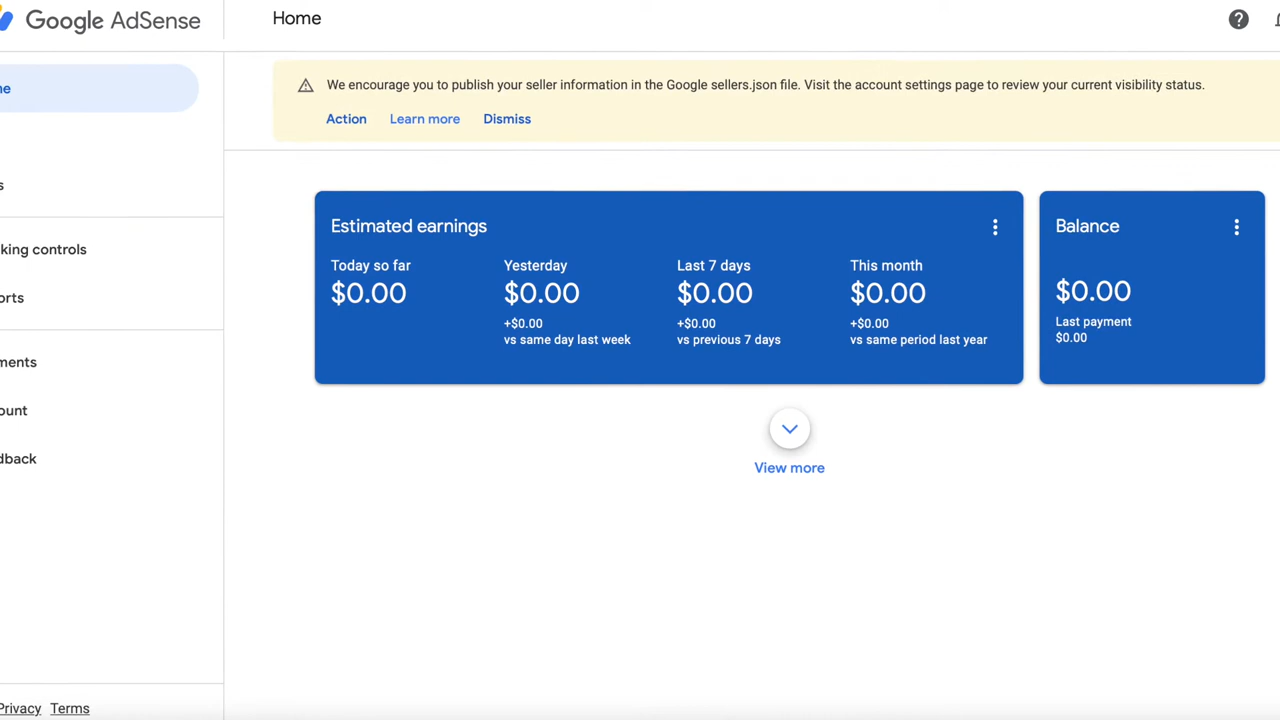 Google AdSense
Home
ne
We encourage you to publish your seller information in the Google sellers.json file. Visit the account settings page to review your current visibility status.
Action Learn more Dismiss
s
king controls
orts
ments
ount
dback
Estimated earnings
Today so far Yesterday Last 7 days This month
$0.00 $0.00 $0.00 $0.00
+$0.00 +$0.00 +$0.00
vs same day last week vs previous 7 days vs same period last year
Balance
$0.00
Last payment
$0.00
View more
Privacy Terms